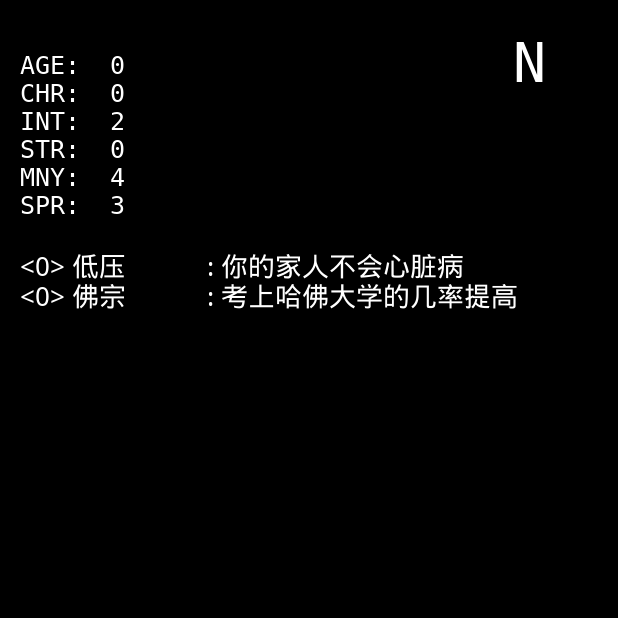 N
AGE: 0
CHR: 0
INT: 2
STR: 0
MNY: 4
SPR: 3
<O> 低压 : 你的家人不会心脏病
<O> 佛宗 : 考上哈佛大学的几率提高